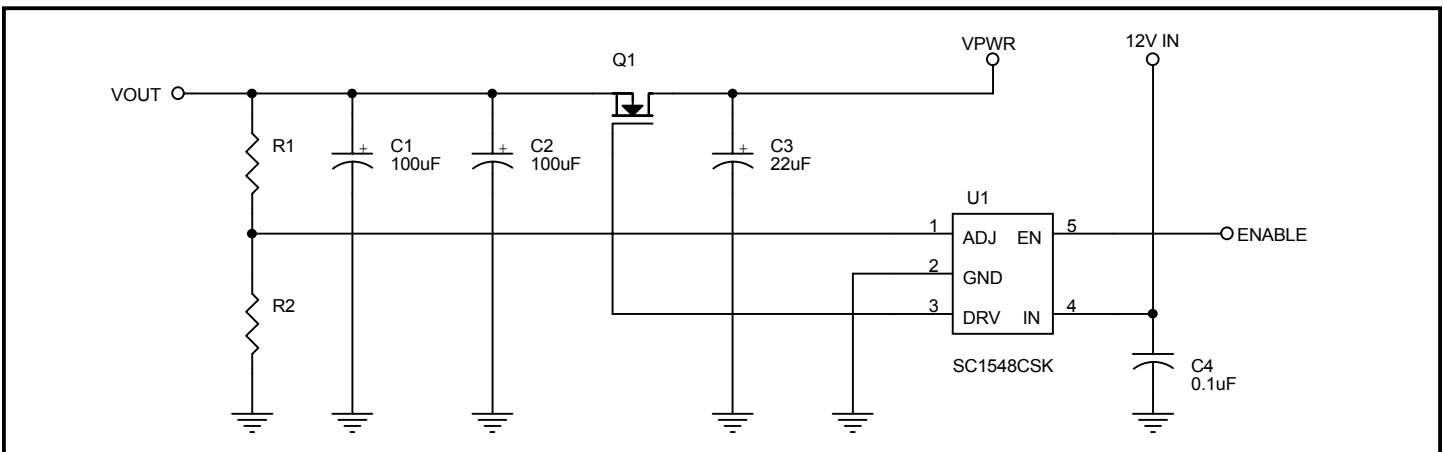 VPWR
12V IN
Q1
VOUT
R1
C1
100uF
C2
100uF
C3
22uF
U1
1
ADJ
EN
5
ENABLE
2
GND
R2
3
DRV
IN
4
SC1548CSK
C4
0.1uF